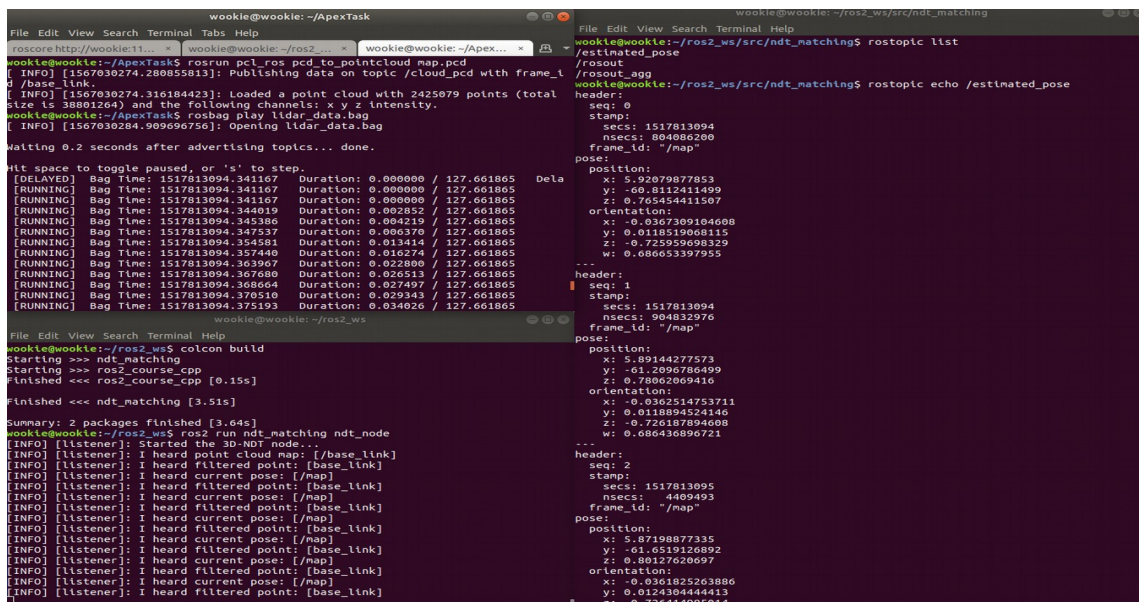 wookie@wookie: ~/ApexTask
File Edit View Search Terminal Tabs Help
roscore http://wookie:11... × wookie@wookie: ~/ros2_... × wookie@wookie: ~/Apex... ×
wookie@wookie:~/ApexTask$ rosrun pcl_ros pcd_to_pointcloud map.pcd
[ INFO] [1567030274.280855813]: Publishing data on topic /cloud_pcd with frame_i
d /base_link.
[ INFO] [1567030274.316184423]: Loaded a point cloud with 2425079 points (total
size is 38801264) and the following channels: x y z intensity.
wookie@wookie:~/ApexTask$ rosbag play lidar_data.bag
[ INFO] [1567030284.909696756]: Opening lidar_data.bag
Waiting 0.2 seconds after advertising topics... done.
Hit space to toggle paused, or 's' to step.
[DELAYED] Bag Time: 1517813094.341167 Duration: 0.000000 / 127.661865 Dela
[RUNNING] Bag Time: 1517813094.341167 Duration: 0.000000 / 127.661865
[RUNNING] Bag Time: 1517813094.341167 Duration: 0.000000 / 127.661865
[RUNNING] Bag Time: 1517813094.344019 Duration: 0.002852 / 127.661865
[RUNNING] Bag Time: 1517813094.345386 Duration: 0.004219 / 127.661865
[RUNNING] Bag Time: 1517813094.347537 Duration: 0.006370 / 127.661865
[RUNNING] Bag Time: 1517813094.354581 Duration: 0.013414 / 127.661865
[RUNNING] Bag Time: 1517813094.357440 Duration: 0.016274 / 127.661865
[RUNNING] Bag Time: 1517813094.363967 Duration: 0.022800 / 127.661865
[RUNNING] Bag Time: 1517813094.367680 Duration: 0.026513 / 127.661865
[RUNNING] Bag Time: 1517813094.368664 Duration: 0.027497 / 127.661865
[RUNNING] Bag Time: 1517813094.370510 Duration: 0.029343 / 127.661865
[RUNNING] Bag Time: 1517813094.375193 Duration: 0.034026 / 127.661865
wookie@wookie: ~/ros2_ws
File Edit View Search Terminal Help
wookie@wookie:~/ros2_ws$ colcon build
Starting >>> ndt_matching
Starting >>> ros2_course_cpp
Finished <<< ros2_course_cpp [0.15s]
Finished <<< ndt_matching [3.51s]
Summary: 2 packages finished [3.64s]
wookie@wookie:~/ros2_ws$ ros2 run ndt_matching ndt_node
[INFO] [listener]: Started the 3D-NDT node...
[INFO] [listener]: I heard point cloud map: [/base_link]
[INFO] [listener]: I heard filtered point: [base_link]
[INFO] [listener]: I heard current pose: [/map]
[INFO] [listener]: I heard filtered point: [base_link]
[INFO] [listener]: I heard current pose: [/map]
[INFO] [listener]: I heard filtered point: [base_link]
[INFO] [listener]: I heard current pose: [/map]
[INFO] [listener]: I heard filtered point: [base_link]
[INFO] [listener]: I heard current pose: [/map]
[INFO] [listener]: I heard filtered point: [base_link]
[INFO] [listener]: I heard current pose: [/map]
[INFO] [listener]: I heard filtered point: [base_link]
[INFO] [listener]: I heard current pose: [/map]
[INFO] [listener]: I heard filtered point: [base_link]
wookie@wookie: ~/ros2_ws/src/ndt_matching
File Edit View Search Terminal Help
wookie@wookie:~/ros2_ws/src/ndt_matching$ rostopic list
/estimated_pose
/rosout
/rosout_agg
wookie@wookie:~/ros2_ws/src/ndt_matching$ rostopic echo /estimated_pose
header:
seq: 0
stamp:
secs: 1517813094
nsecs: 804086200
frame_id: "/map"
pose:
position:
x: 5.92079877853
y: -60.8112411499
z: 0.765454411507
orientation:
x: -0.0367309104608
y: 0.0118519068115
z: -0.725959698329
w: 0.686653397955
---
header:
seq: 1
stamp:
secs: 1517813094
nsecs: 904832976
frame_id: "/map"
pose:
position:
x: 5.89144277573
y: -61.2096786499
z: 0.78062069416
orientation:
x: -0.0362514753711
y: 0.0118894524146
z: -0.726187894608
w: 0.686436896721
---
header:
seq: 2
stamp:
secs: 1517813095
nsecs: 4409493
frame_id: "/map"
pose:
position:
x: 5.87198877335
y: -61.6519126892
z: 0.80127620697
orientation:
x: -0.0361825263886
y: 0.0124304444413